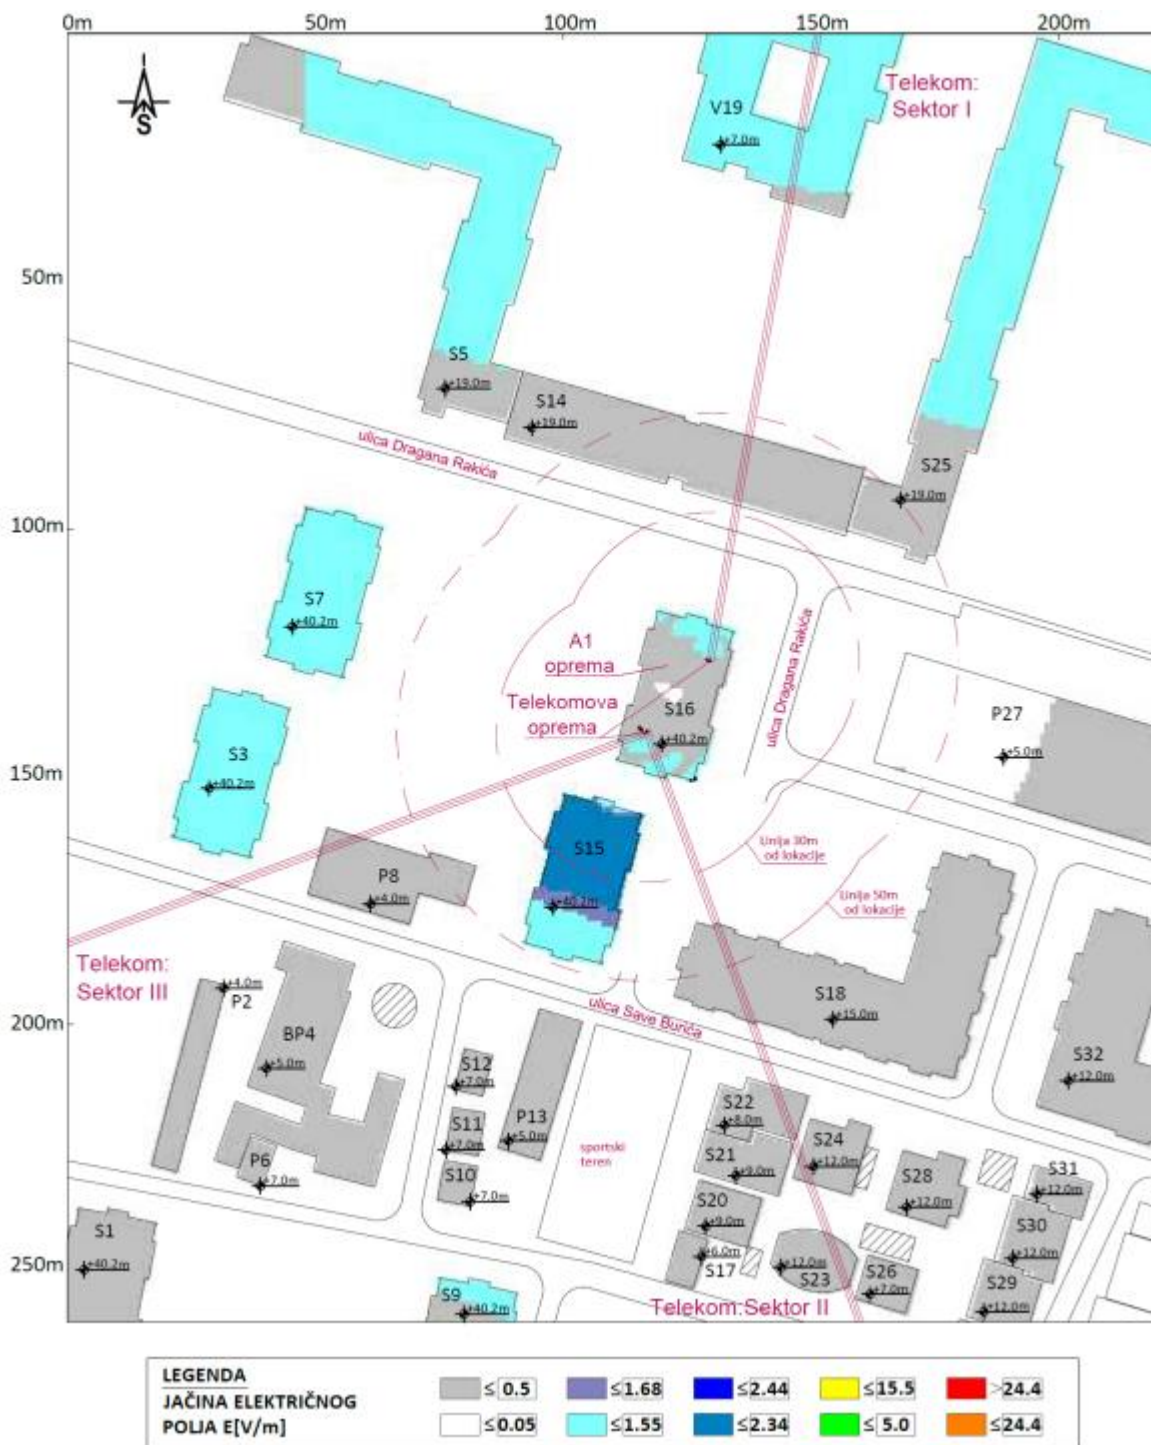 0m 50m 100m 150m 200m
S
Telekom:
Sektor I
V19
+7.0m
50m
S5
+19.0m
S14
+19.0m
ulica Dragana Rakića
S25
+19.0m
100m
S7
+40.2m
A1
oprema
Telekomova
oprema
S16
+40.2m
ulica Dragana Rakića
P27
+5.0m
S3
+40.2m
150m
S15
+40.2m
Linija 30m
od lokacije
P8
+4.0m
Linija 50m
od lokacije
Telekom:
Sektor III
+4.0m
P2
S18
+15.0m
ulica Save Burića
200m
BP4
+5.0m
S12
+7.0m
S32
+12.0m
S22
+8.0m
S11
+7.0m
P13
+5.0m
sportski
teren
S21
+9.0m
S24
+12.0m
P6
+7.0m
S10
+7.0m
S28
+12.0m
S31
+12.0m
S20
+9.0m
S1
+40.2m
S30
+12.0m
250m
+6.0m
S17
+12.0m
S23
S26
+7.0m
S29
+12.0m
S9
+40.2m
Telekom:Sektor II
LEGENDA
JAČINA ELEKTRIČNOG
POLJA E[V/m]
≤ 0.5 ≤1.68 ≤2.44 ≤15.5 >24.4
≤0.05 ≤1.55 ≤2.34 ≤ 5.0 ≤24.4